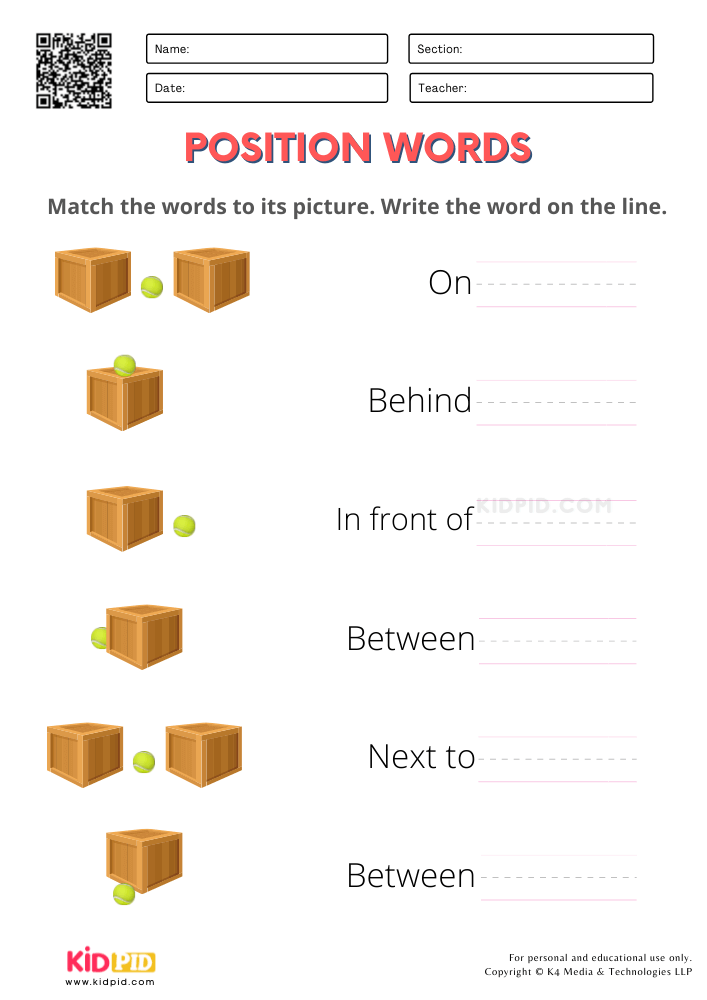 Name:
Section:
Date:
Teacher:
POSITION WORDS
Match the words to its picture. Write the word on the line.
On
Behind
In front of
KIDPID.COM
Between
Next to
Between
KIDPID
www.kidpid.com
For personal and educational use only.
Copyright © K4 Media & Technologies LLP